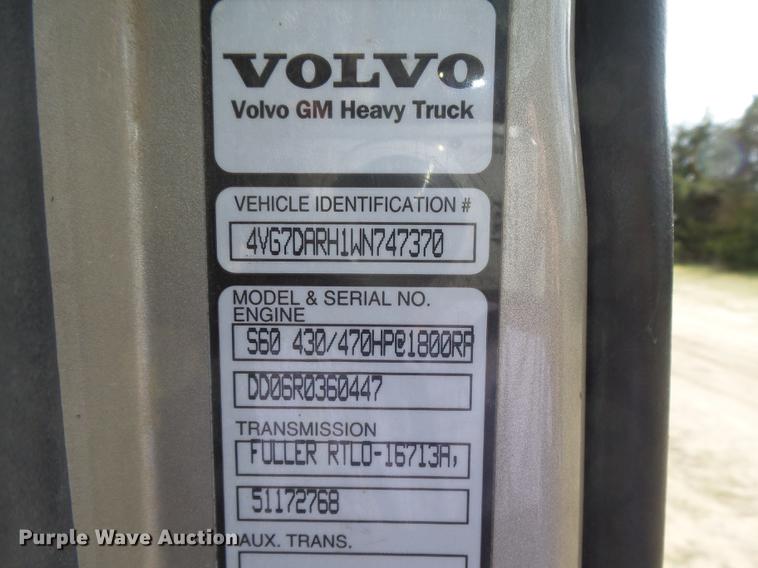 VOLVO
Volvo GM Heavy Truck
VEHICLE IDENTIFICATION #
4VG7DARH1WN747370
MODEL & SERIAL NO.
ENGINE
S60 430/470HP@1800RP
DD06R0360447
TRANSMISSION
FULLER RTLO-16713A,
S1172768
AUX. TRANS.
Purple Wave Auction